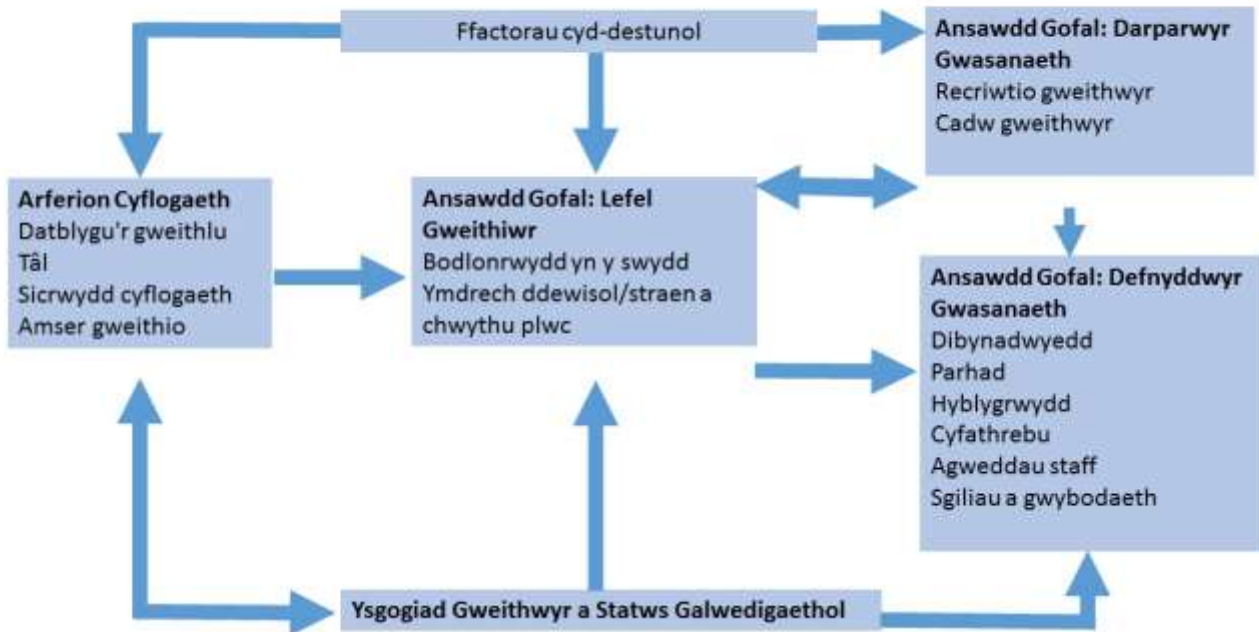 Ffactorau cyd-destunol
Ansawdd Gofal: Darparwyr
Gwasanaeth
Recriwtio gweithwyr
Cadw gweithwyr
Arferion Cyflogaeth
Datblygu'r gweithlu
Tâl
Sicrwydd cyflogaeth
Amser gweithio
Ansawdd Gofal: Lefel
Gweithiwr
Bodlonrwydd yn y swydd
Ymdrech ddewisol/straen a
chwythu plwc
Ansawdd Gofal: Defnyddwyr
Gwasanaeth
Dibynadwyedd
Parhad
Hyblygrwydd
Cyfathrebu
Agweddau staff
Sgiliau a gwybodaeth
Ysgogiad Gweithwyr a Statws Galwedigaethol